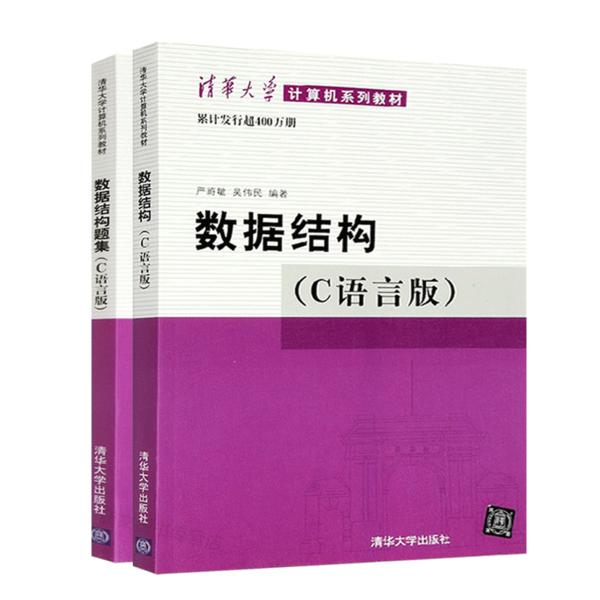 清华大学计算机系列教材
数据结构题集(C语言版)
清华大学出版社
清华大学计算机系列教材
数据结构(C语言版)
清华大学出版社
清华大学 计算机系列教材
累计发行超400万册
严蔚敏 吴伟民 编著
数据结构
(C语言版)
清华大学出版社